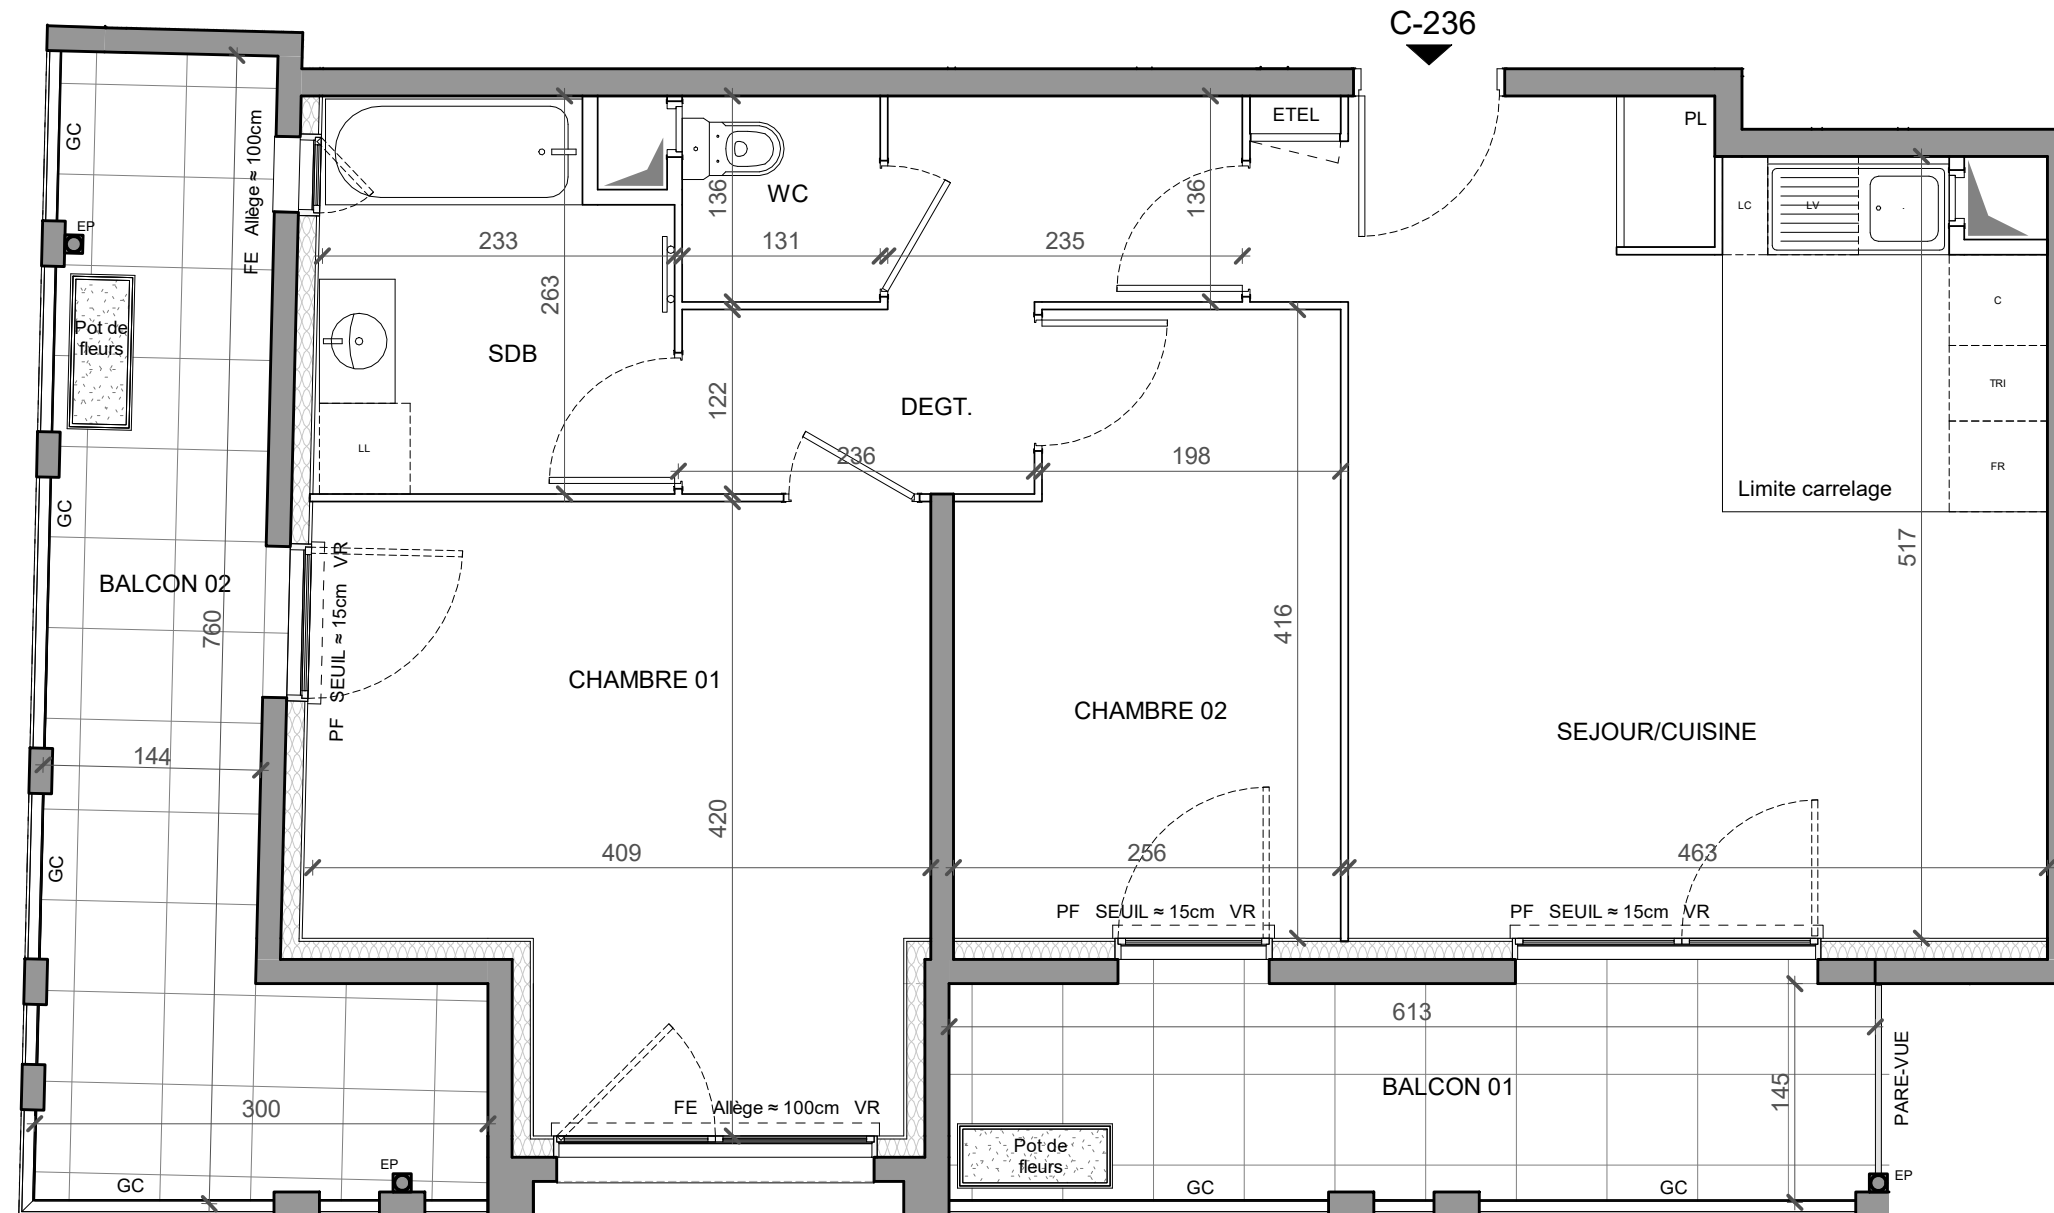 C-236
GC
FE Allège ≈ 100cm
ETEL
PL
136
WC
136
LC
LV
EP
233
131
235
263
C
Pot de
fleurs
SDB
TRI
122
DEGT.
LL
236
198
FR
Limite carrelage
GC
517
BALCON 02
760
PF SEUIL ≈ 15cm VR
416
CHAMBRE 01
CHAMBRE 02
SEJOUR/CUISINE
144
420
GC
409
256
463
PF SEUIL ≈ 15cm VR
PF SEUIL ≈ 15cm VR
613
PARE-VUE
BALCON 01
145
300
FE Allège ≈ 100cm VR
Pot de
fleurs
EP
GC
GC
GC
EP